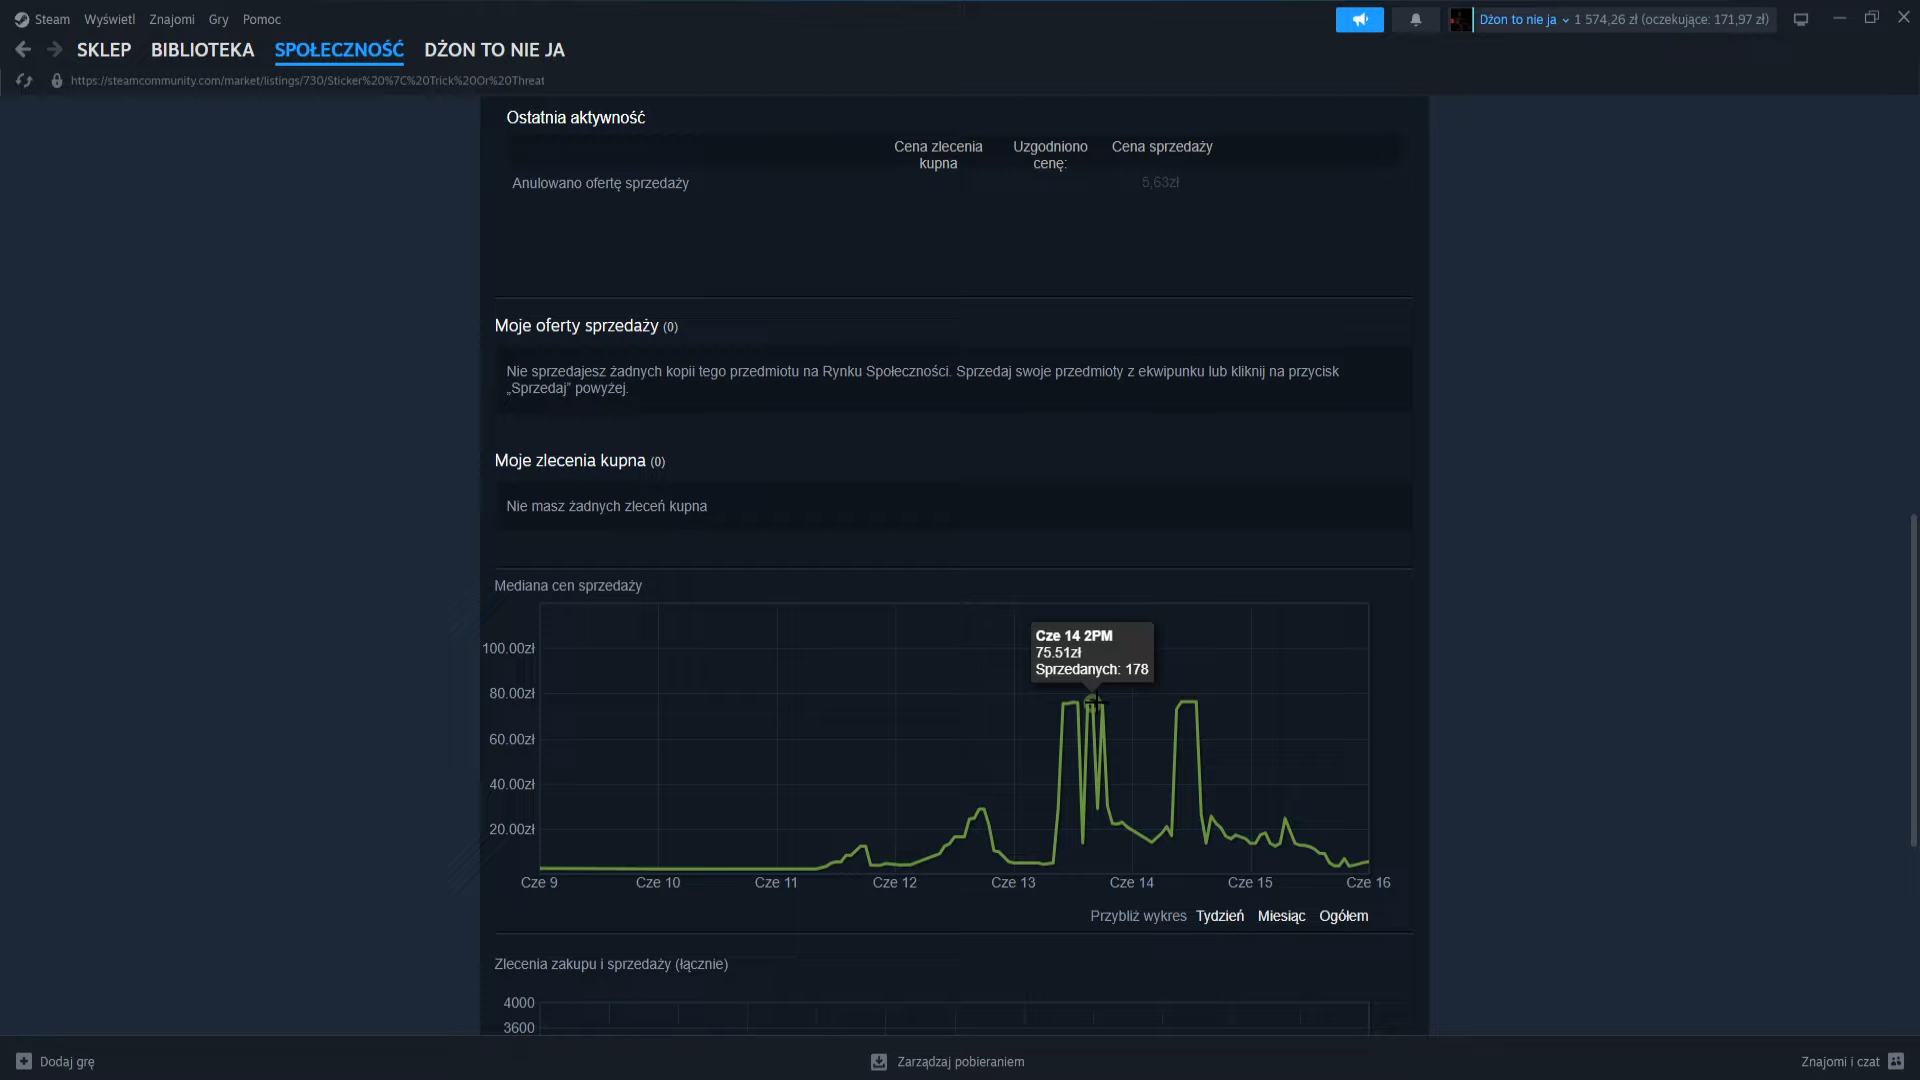 Steam Wyświetl Znajomi Gry Pomoc
Dżon to nie ja 1 574,26 zł (oczekujące: 171,97 zł)
SKLEP BIBLIOTEKA SPOŁECZNOŚĆ DŻON TO NIE JA
https://steamcommunity.com/market/listings/730/Sticker%20%7C%20Trick%20Or%20Threat
Ostatnia aktywność
Cena zlecenia kupna Uzgodniono cenę: Cena sprzedaży
Anulowano ofertę sprzedaży 5,63zł
Moje oferty sprzedaży (0)
Nie sprzedajesz żadnych kopii tego przedmiotu na Rynku Społeczności. Sprzedaj swoje przedmioty z ekwipunku lub kliknij na przycisk
„Sprzedaj” powyżej.
Moje zlecenia kupna (0)
Nie masz żadnych zleceń kupna
Mediana cen sprzedaży
Cze 14 2PM
75.51zł
Sprzedanych: 178
100.00zł
80.00zł
60.00zł
40.00zł
20.00zł
Cze 9 Cze 10 Cze 11 Cze 12 Cze 13 Cze 14 Cze 15 Cze 16
Przybliż wykres Tydzień Miesiąc Ogółem
Zlecenia zakupu i sprzedaży (łącznie)
4000
3600
Dodaj grę Zarządzaj pobieraniem Znajomi i czat